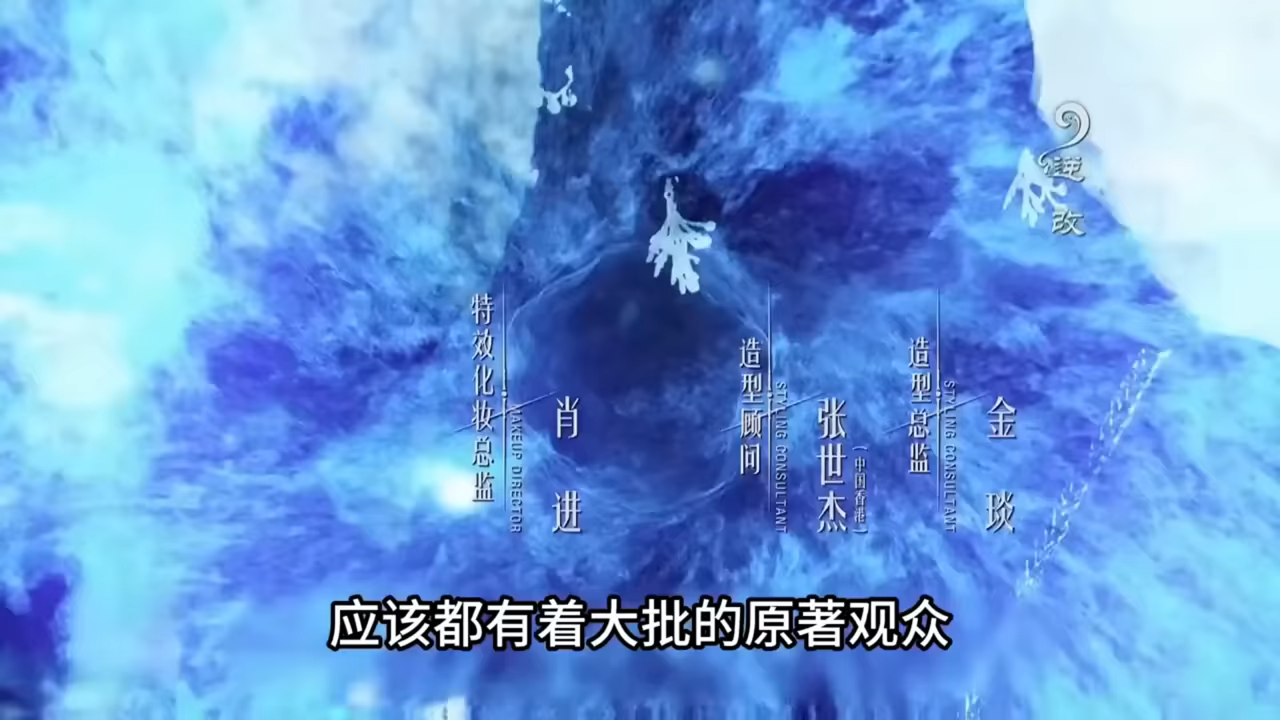 逆
改
造型总监
STYLING CONSULTANT
金琰
造型顾问
STYLING CONSULTANT
张世杰
(中国香港)
特效化妆总监
MAKEUP DIRECTOR
肖进
应该都有着大批的原著观众